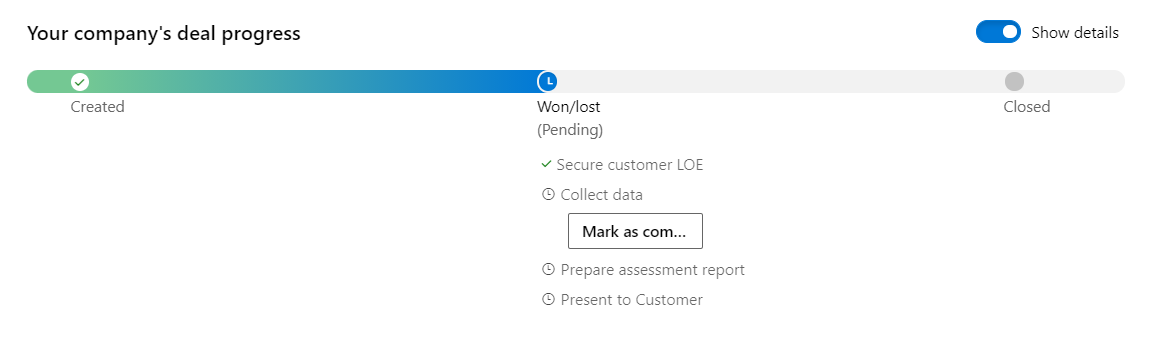 Your company's deal progress
Show details
Created
Won/lost
(Pending)
Closed
Secure customer LOE
Collect data
Mark as com...
Prepare assessment report
Present to Customer